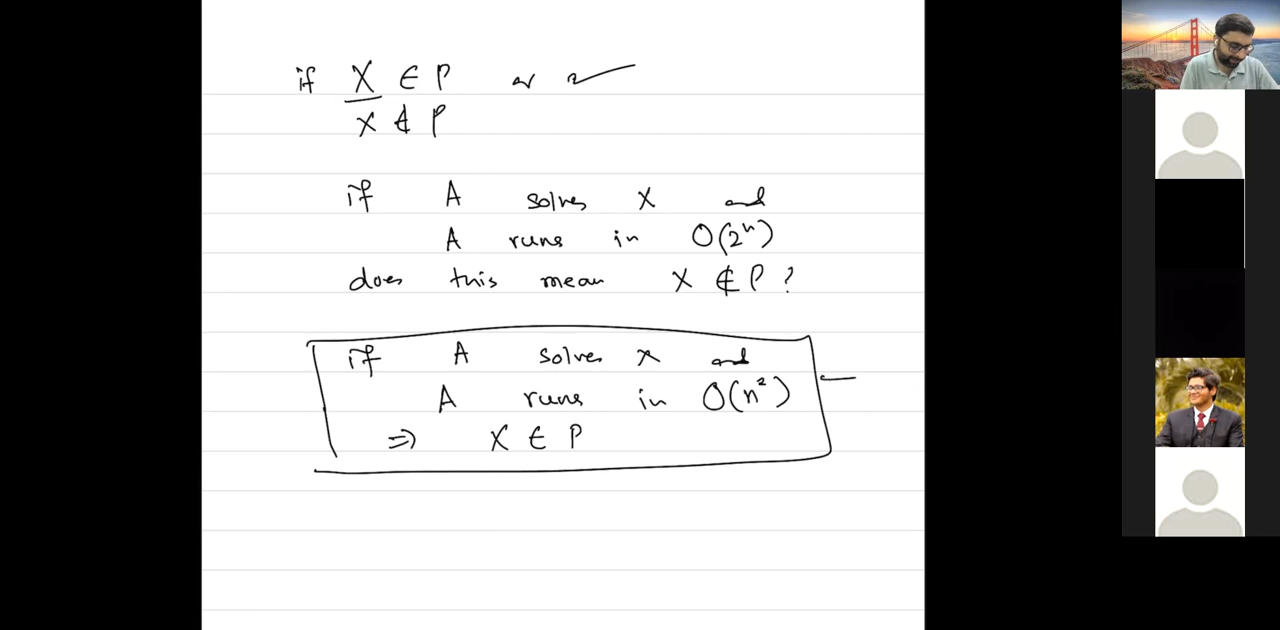 if X ∈ P or
X ∉ P
if A solves X and
A runs in O(2ⁿ)
does this mean X ∉ P ?
if A solves X and
A runs in O(n²)
⇒ X ∈ P